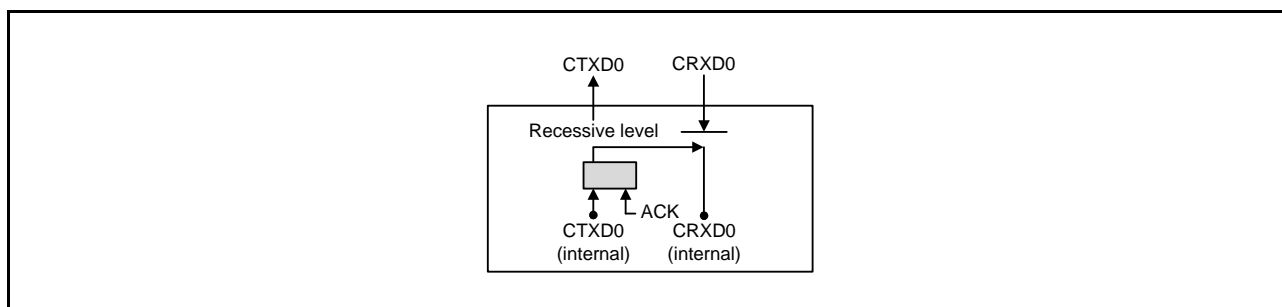 CTXD0
CRXD0
Recessive level
ACK
CTXD0
(internal)
CRXD0
(internal)